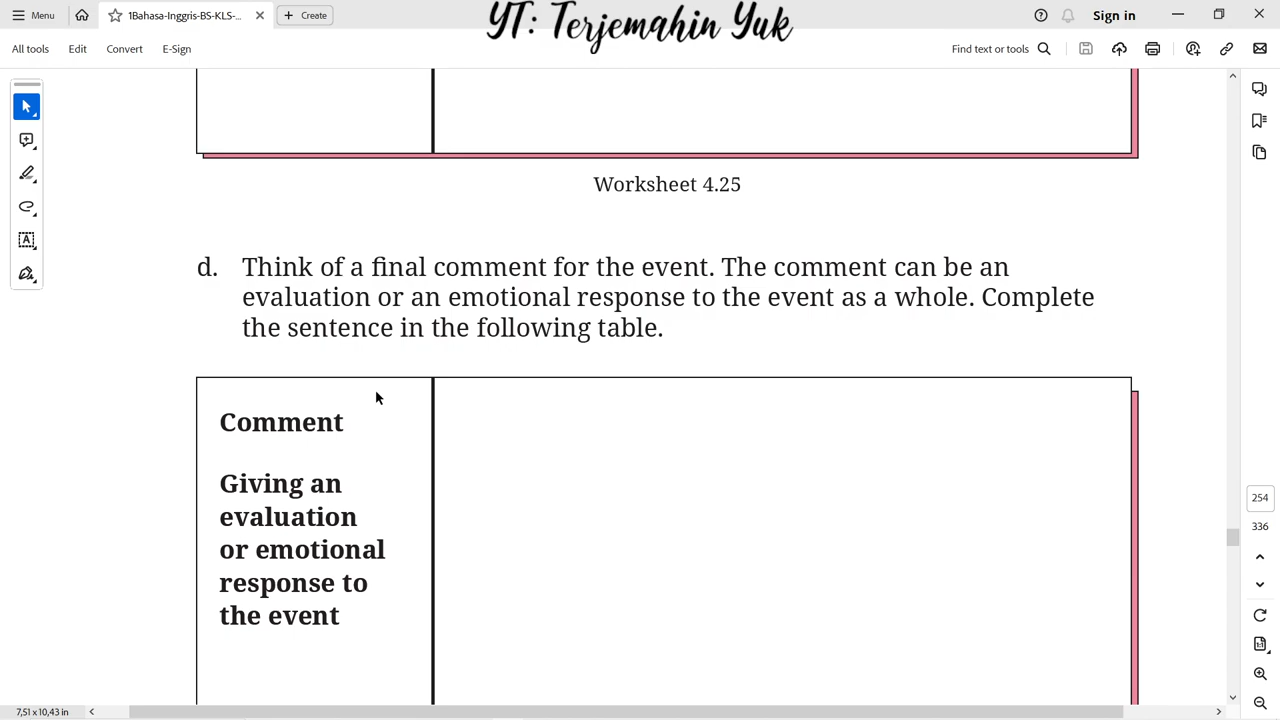 Menu
1Bahasa-Inggris-BS-KLS-...
Create
YT: Terjemahin Yuk
Sign in
All tools Edit Convert E-Sign
Find text or tools
Worksheet 4.25
d. Think of a final comment for the event. The comment can be an
evaluation or an emotional response to the event as a whole. Complete
the sentence in the following table.
Comment
Giving an
evaluation
or emotional
response to
the event
254
336
7,51 x 10,43 in